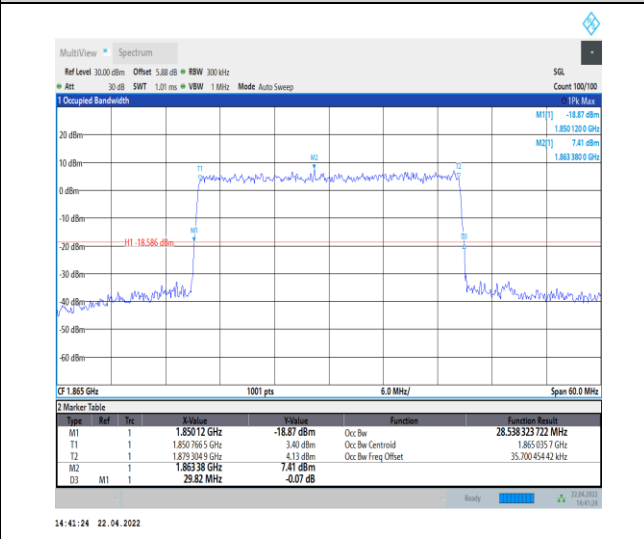 MultiView Spectrum
Ref Level 30.00 dBm Offset 5.88 dB RBW 300 kHz SGL
Att 30 dB SWT 1.01 ms VBW 1 MHz Mode Auto Sweep Count 100/100
1 Occupied Bandwidth 1Pk Max
M1[1] -18.87 dBm
1.850 120 0 GHz
20 dBm
M2[1] 7.41 dBm
1.863 380 0 GHz
M2
10 dBm
T1 T2
0 dBm
-10 dBm
M1
D3
H1 -18.586 dBm
-20 dBm
-30 dBm
-40 dBm
-50 dBm
-60 dBm
CF 1.865 GHz 1001 pts 6.0 MHz/ Span 60.0 MHz
2 Marker Table
Type Ref Trc X-Value Y-Value Function Function Result
M1 1 1.85012 GHz -18.87 dBm Occ Bw 28.538 323 722 MHz
T1 1 1.850 766 5 GHz 3.40 dBm Occ Bw Centroid 1.865 035 7 GHz
T2 1 1.879 304 9 GHz 4.13 dBm Occ Bw Freq Offset 35.700 454 42 kHz
M2 1 1.863 38 GHz 7.41 dBm
D3 M1 1 29.82 MHz -0.07 dB
Ready 22.04.2022
14:41:24
14:41:24 22.04.2022